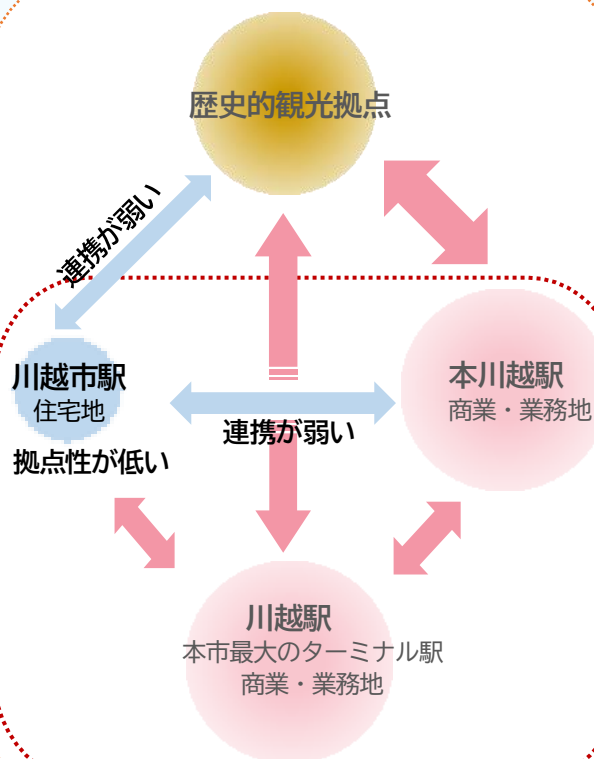 歴史的観光拠点
連携が弱い
川越市駅
住宅地
拠点性が低い
連携が弱い
本川越駅
商業・業務地
川越駅
本市最大のターミナル駅
商業・業務地